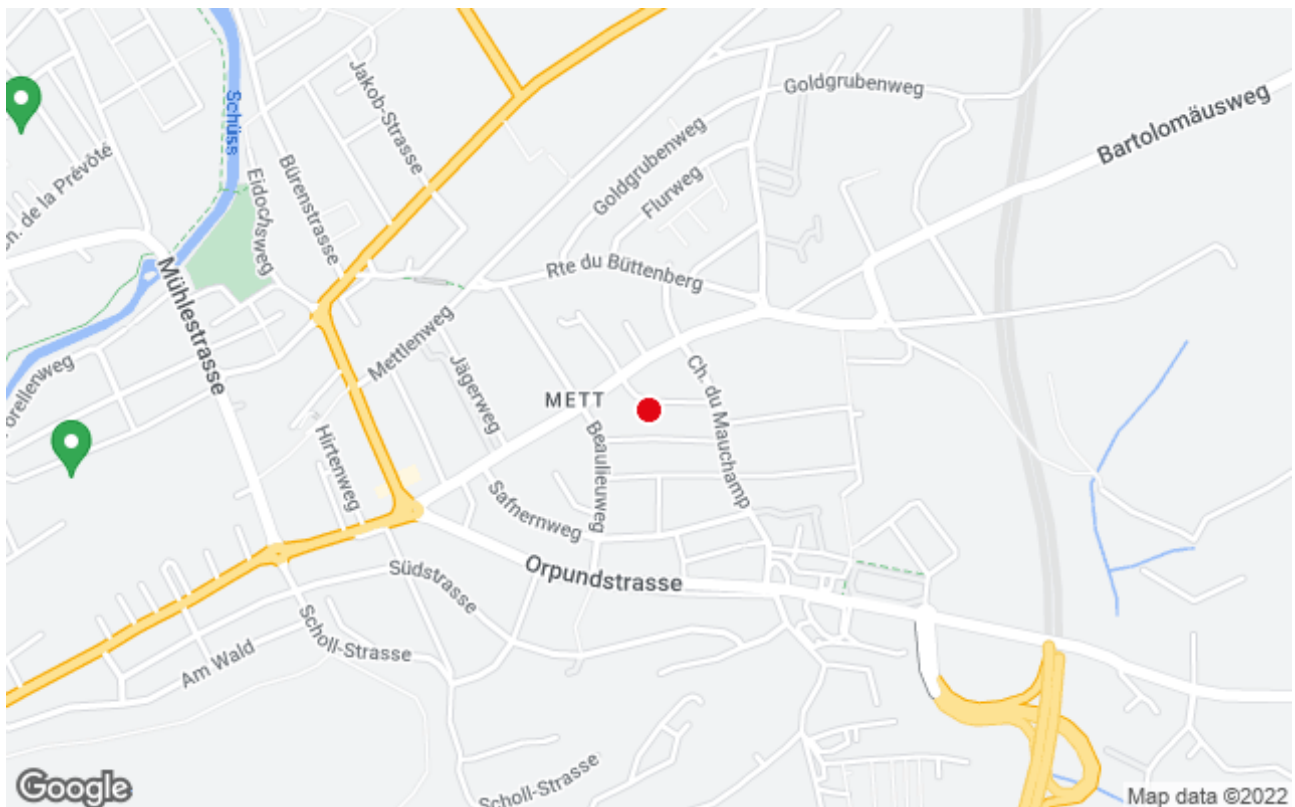 Goldgrubenweg
Bartolomäusweg
Jakob-Strasse
Schüss
Ch. de la Prévôté
Eidochsweg
Bürenstrasse
Goldgrubenweg
Flurweg
Rte du Büttenberg
Mühlestrasse
Mettlenweg
Forellenweg
Jägerweg
METT
Ch. du Mauchamp
Beaulieuweg
Hirtenweg
Safnernweg
Orpundstrasse
Südstrasse
Scholl-Strasse
Am Wald
Scholl-Strasse
Google
Map data ©2022